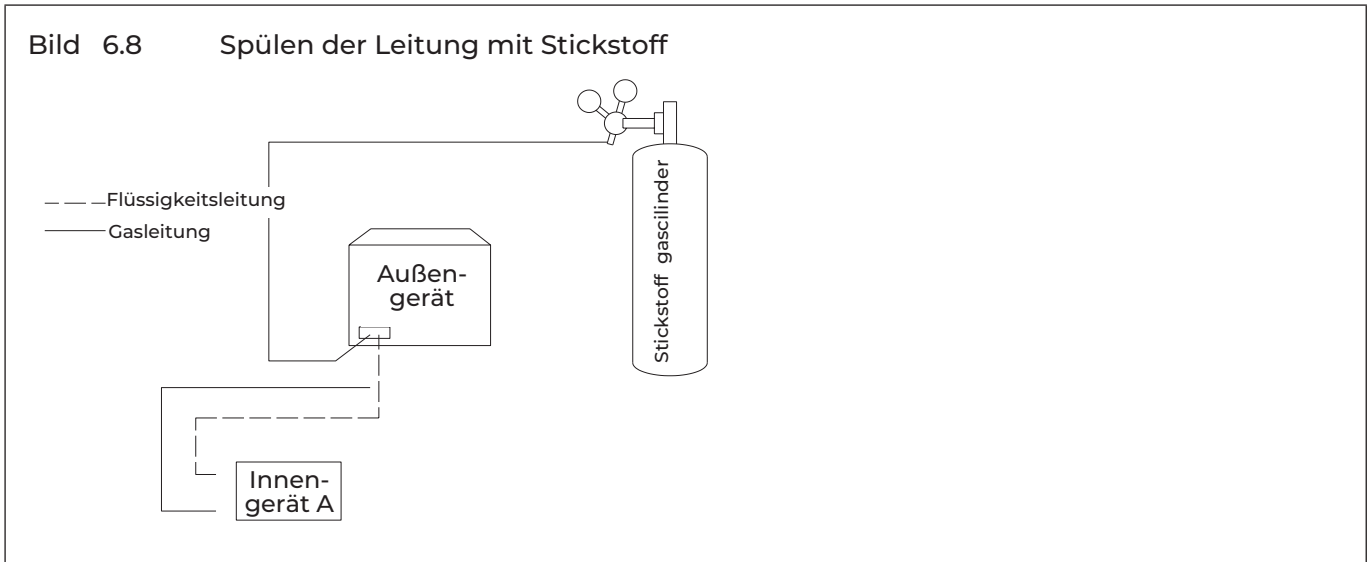 Bild 6.8 Spülen der Leitung mit Stickstoff
Flüssigkeitsleitung
Gasleitung
Außen-
gerät
Stickstoff gascilinder
Innen-
gerät A